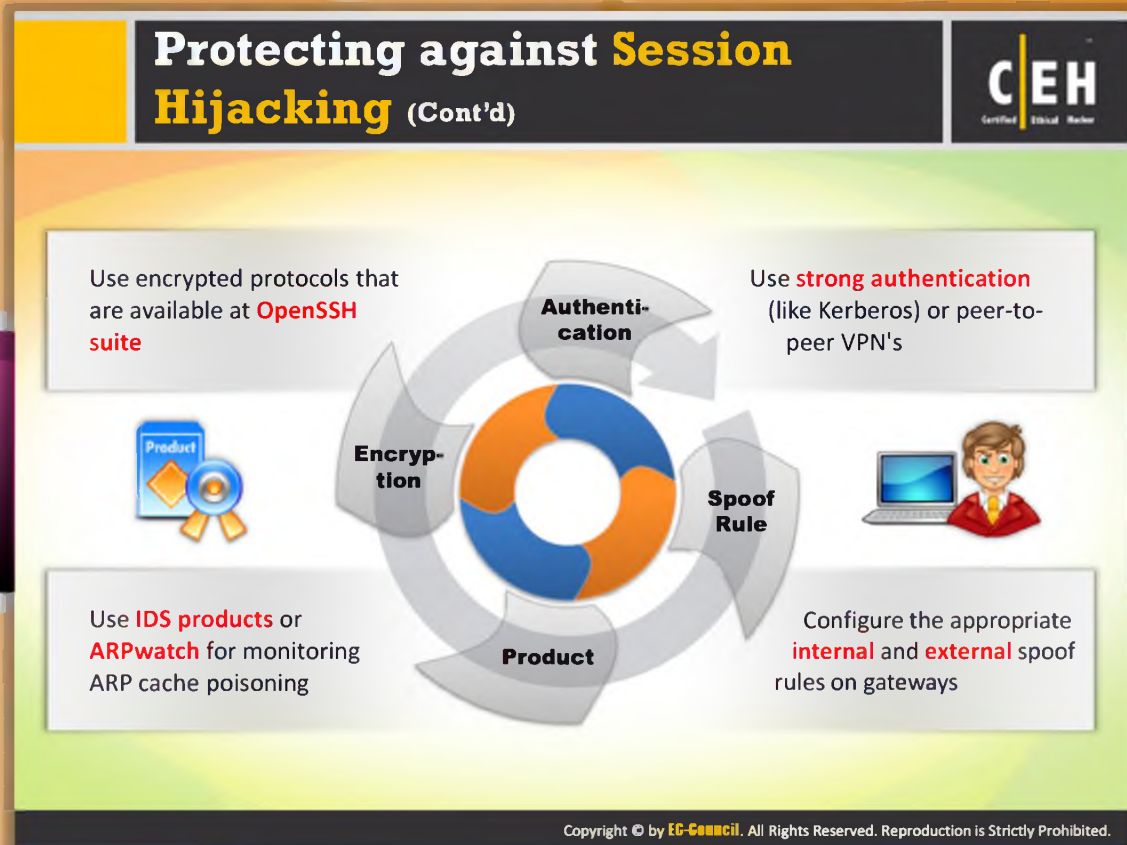 Protecting against Session
Hijacking (Cont'd)
C|EH
Certified Ethical Hacker
Use encrypted protocols that
are available at OpenSSH
suite
Use strong authentication
(like Kerberos) or peer-to-
peer VPN's
Authenti-
cation
Encryp-
tion
Spoof
Rule
Product
Product
Use IDS products or
ARPwatch for monitoring
ARP cache poisoning
Configure the appropriate
internal and external spoof
rules on gateways
Copyright © by EC-Council. All Rights Reserved. Reproduction is Strictly Prohibited.